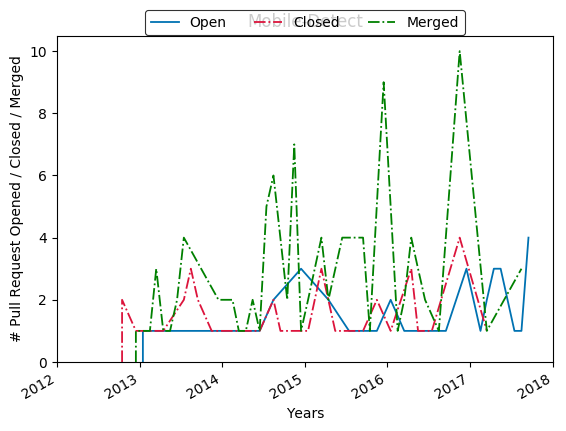 Mobile-Detect
Open Closed Merged
# Pull Request Opened / Closed / Merged
10
8
6
4
2
0
2012 2013 2014 2015 2016 2017 2018
Years